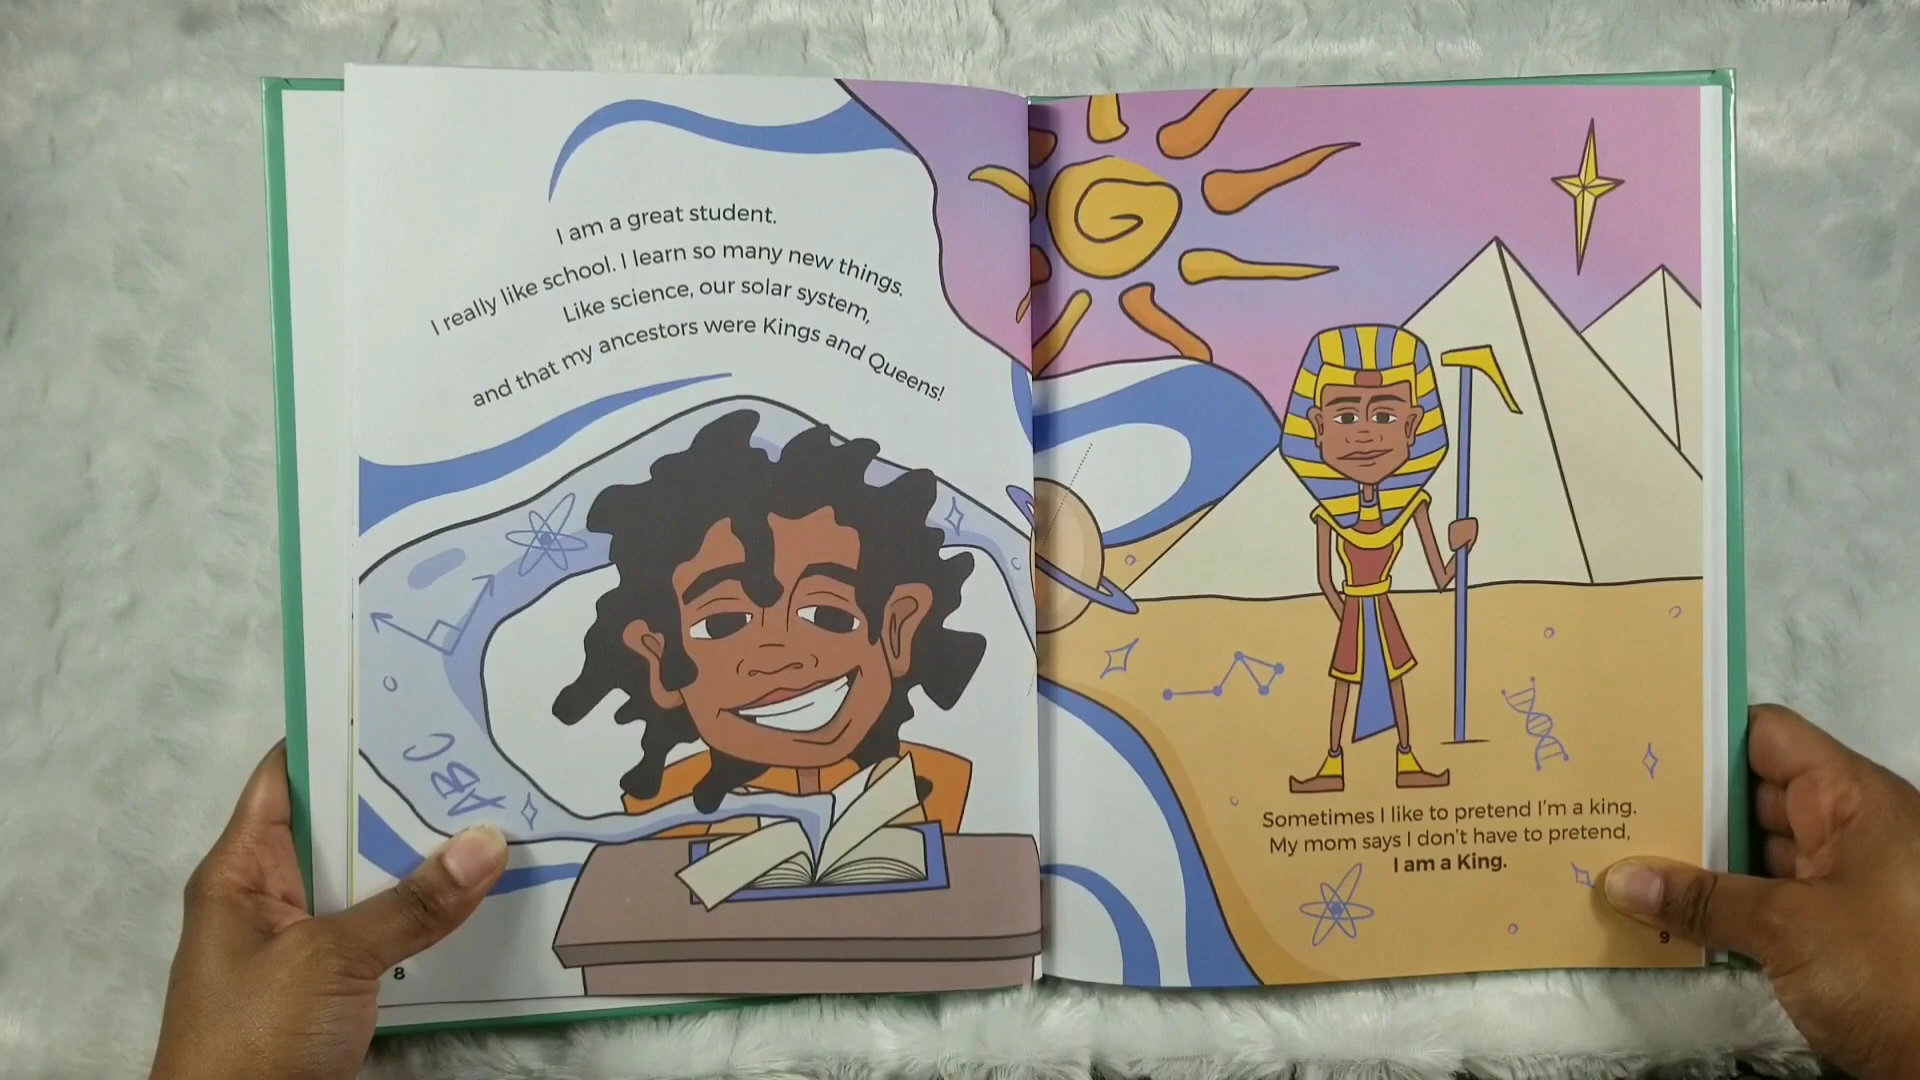 I am a great student.
I really like school. I learn so many new things.
Like science, our solar system,
and that my ancestors were Kings and Queens!
ABC
8
Sometimes I like to pretend I'm a king.
My mom says I don't have to pretend,
I am a King.
9